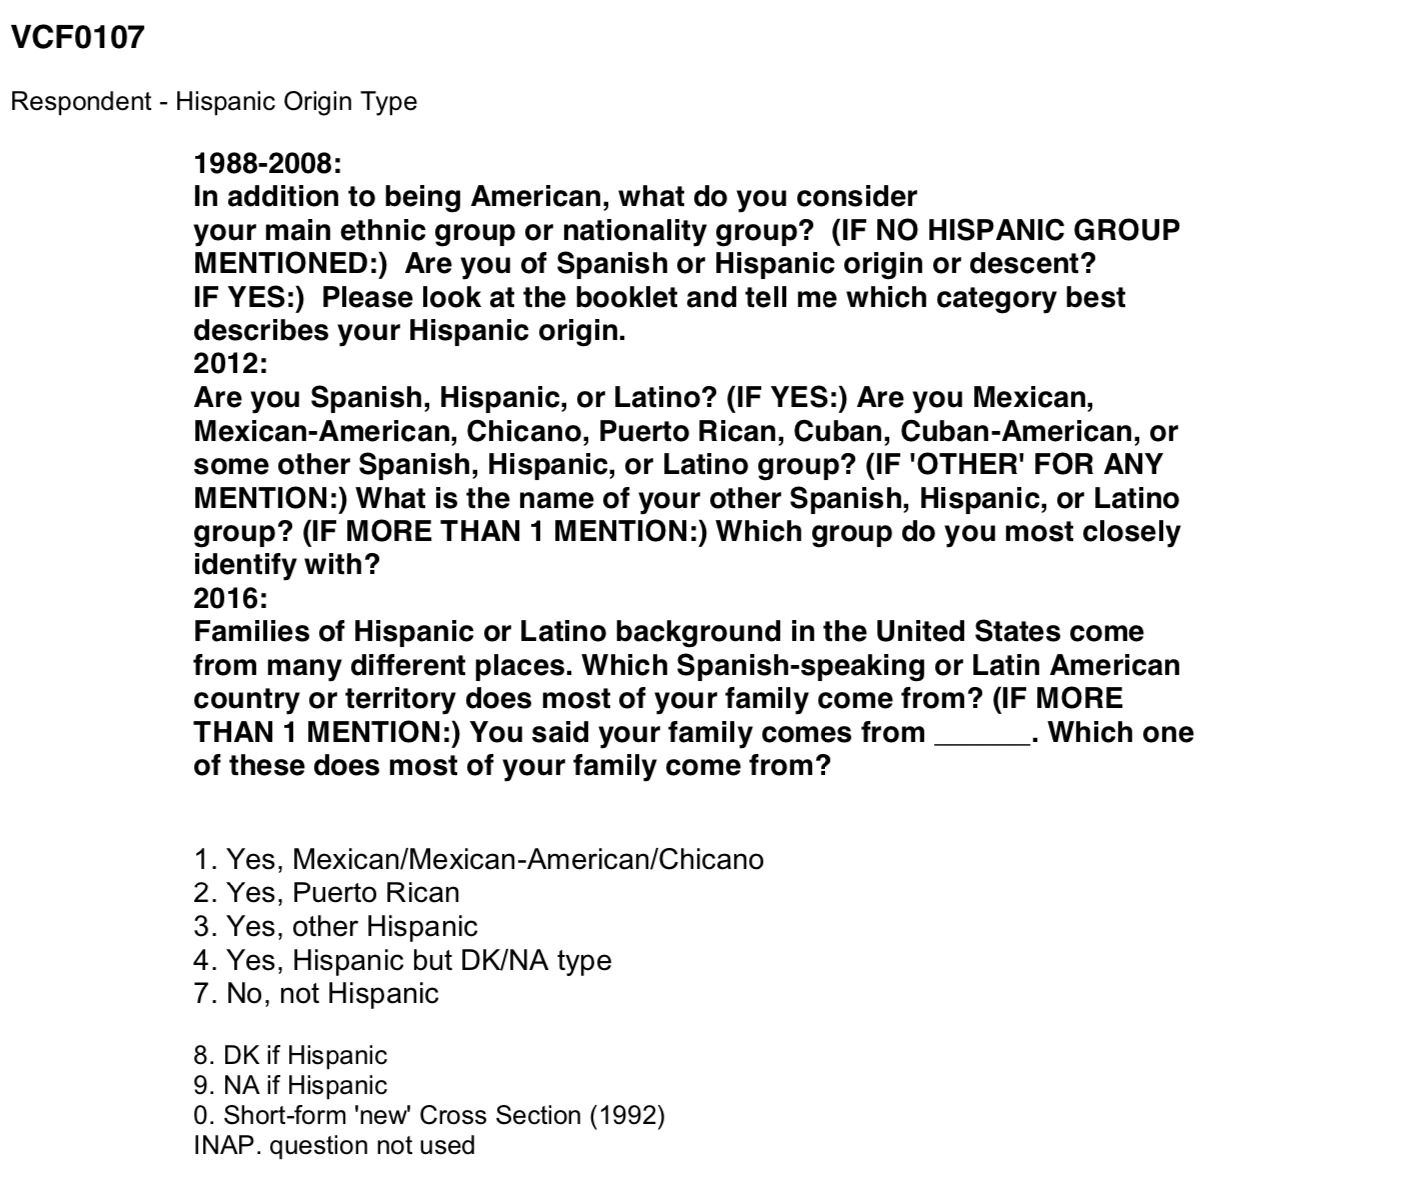 VCF0107
Respondent - Hispanic Origin Type
1988-2008:
In addition to being American, what do you consider
your main ethnic group or nationality group?  (IF NO HISPANIC GROUP
MENTIONED:)  Are you of Spanish or Hispanic origin or descent?
IF YES:)  Please look at the booklet and tell me which category best
describes your Hispanic origin.
2012:
Are you Spanish, Hispanic, or Latino? (IF YES:) Are you Mexican,
Mexican-American, Chicano, Puerto Rican, Cuban, Cuban-American, or
some other Spanish, Hispanic, or Latino group? (IF 'OTHER' FOR ANY
MENTION:) What is the name of your other Spanish, Hispanic, or Latino
group? (IF MORE THAN 1 MENTION:) Which group do you most closely
identify with?
2016:
Families of Hispanic or Latino background in the United States come
from many different places. Which Spanish-speaking or Latin American
country or territory does most of your family come from? (IF MORE
THAN 1 MENTION:) You said your family comes from ______. Which one
of these does most of your family come from?
1. Yes, Mexican/Mexican-American/Chicano
2. Yes, Puerto Rican
3. Yes, other Hispanic
4. Yes, Hispanic but DK/NA type
7. No, not Hispanic
8. DK if Hispanic
9. NA if Hispanic
0. Short-form 'new' Cross Section (1992)
INAP. question not used